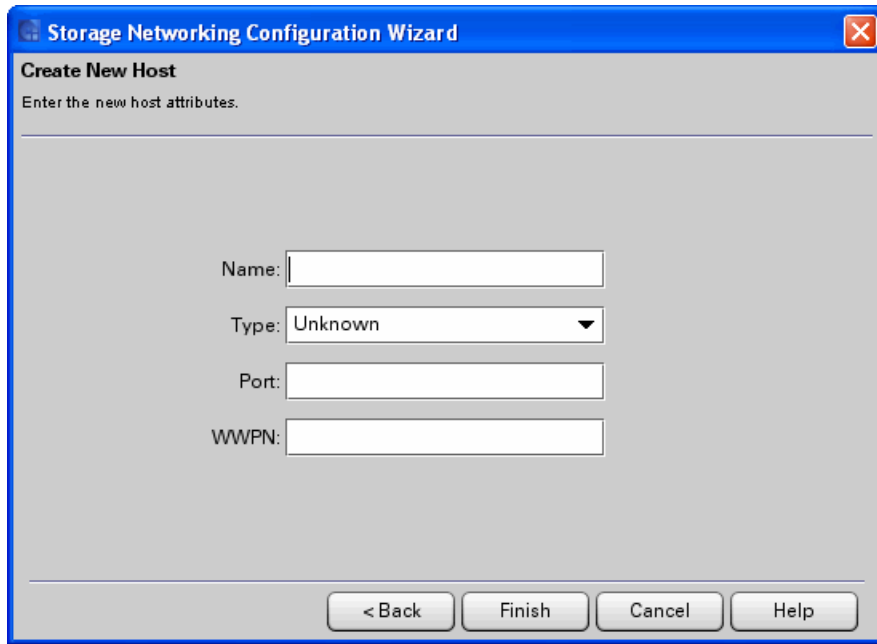 Storage Networking Configuration Wizard
Create New Host
Enter the new host attributes.
Name:
Type: Unknown
Port:
WWPN:
< Back Finish Cancel Help